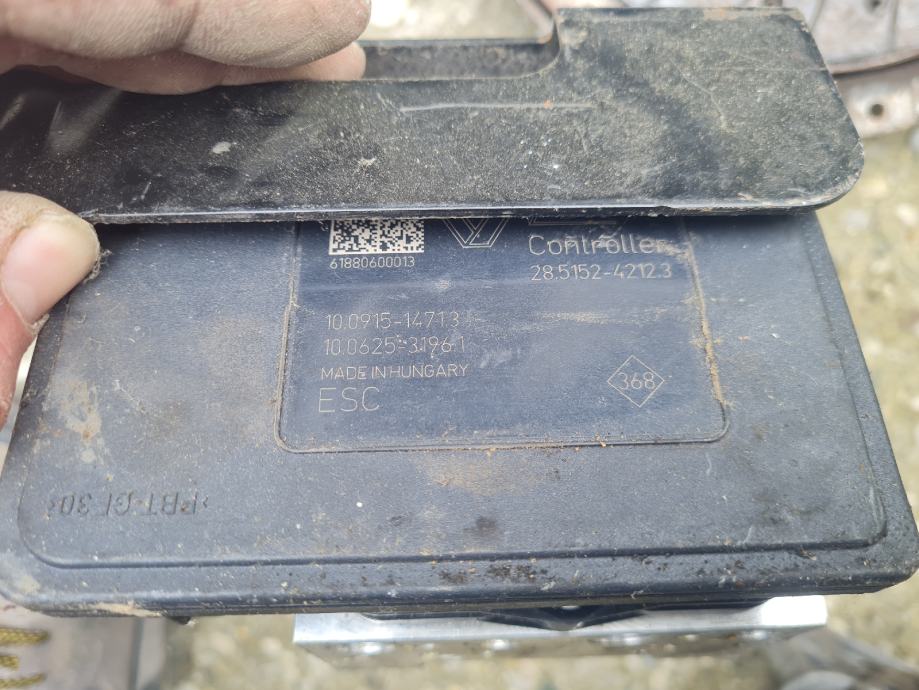 61880600013
Controller
28.5152-4212.3
10.0915-1471.3
10.0625-3196.1
MADE IN HUNGARY
ESC
368
>PBT-GF30<